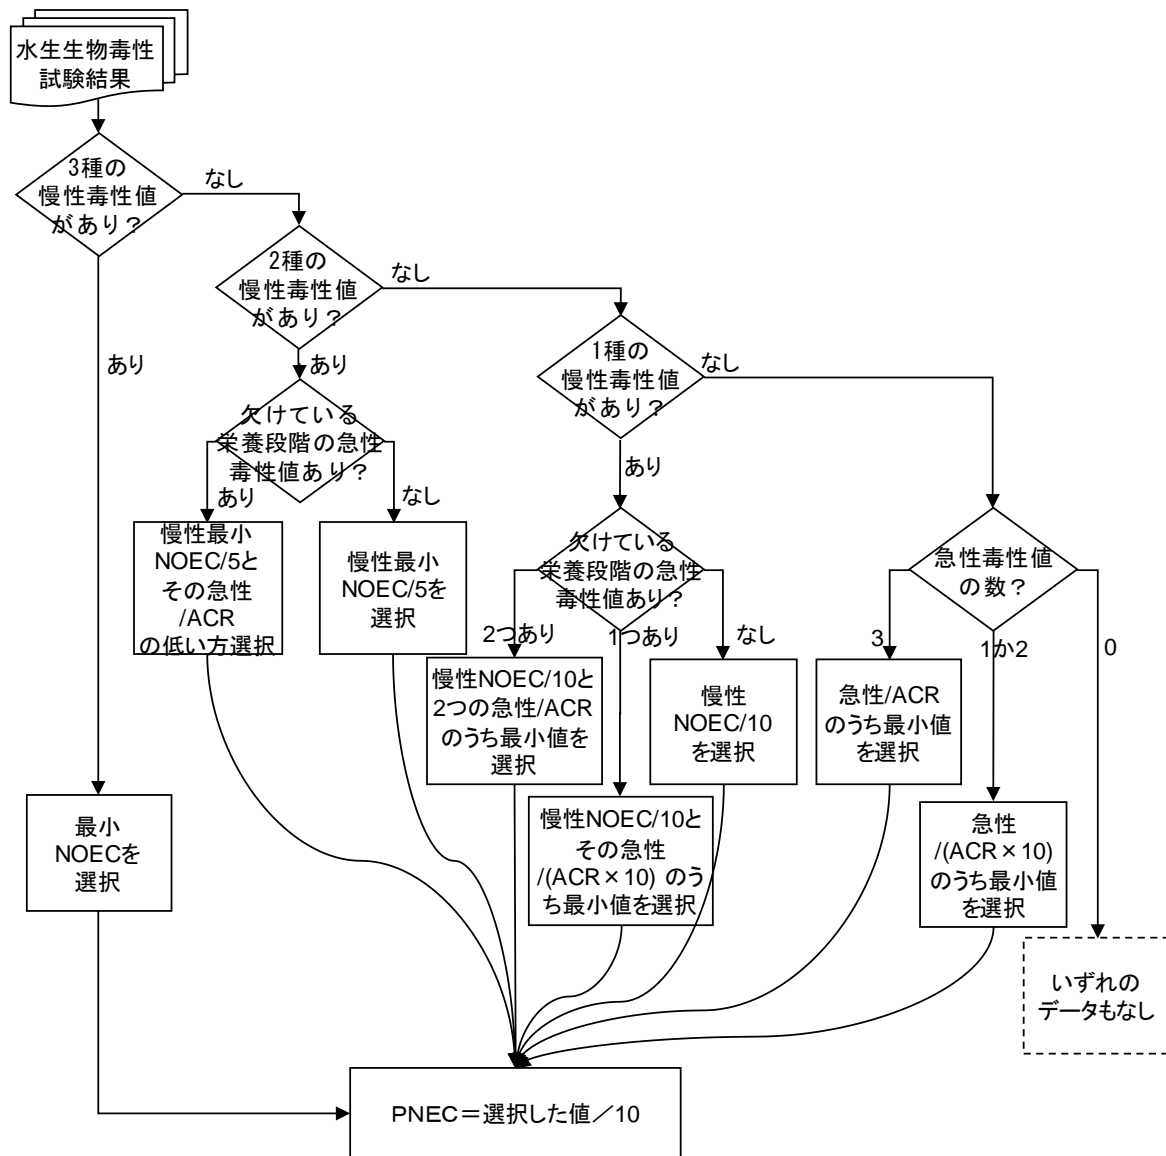 水生生物毒性
試験結果
3種の
慢性毒性値
があり？
なし
あり
2種の
慢性毒性値
があり？
なし
あり
1種の
慢性毒性値
があり？
なし
あり
欠けている
栄養段階の急性
毒性値あり？
あり
なし
慢性最小
NOEC/5と
その急性
/ACR
の低い方選択
慢性最小
NOEC/5を
選択
欠けている
栄養段階の急性
毒性値あり？
2つあり
1つあり
なし
急性毒性値
の数？
3
1か2
0
慢性NOEC/10と
2つの急性/ACR
のうち最小値を
選択
慢性
NOEC/10
を選択
急性/ACR
のうち最小値
を選択
最小
NOECを
選択
慢性NOEC/10と
その急性
/(ACR×10) のう
ち最小値を選択
急性
/(ACR×10)
のうち最小値
を選択
いずれの
データもなし
PNEC＝選択した値／10